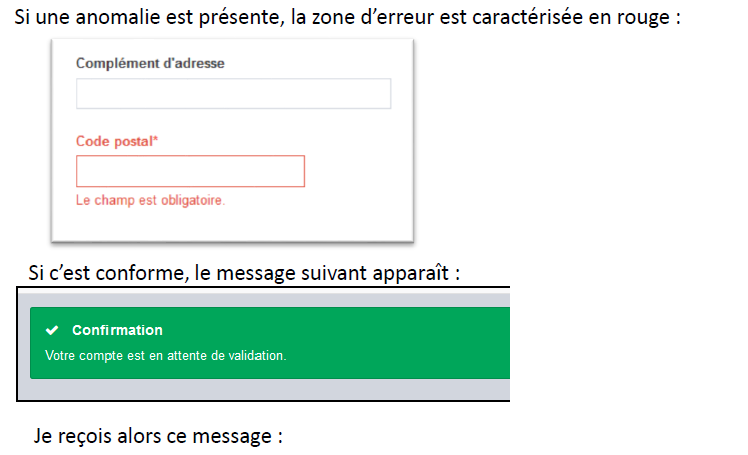 Si une anomalie est présente, la zone d’erreur est caractérisée en rouge :
Complément d'adresse
Code postal*
Le champ est obligatoire.
Si c’est conforme, le message suivant apparaît :
Confirmation
Votre compte est en attente de validation.
Je reçois alors ce message :